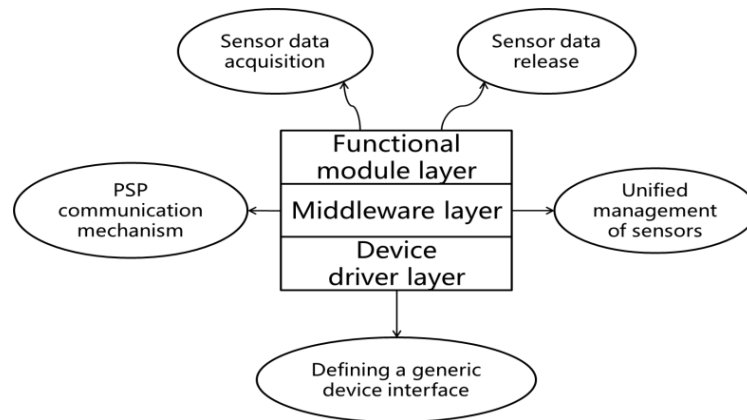 Sensor data
acquisition
Sensor data
release
Functional
module layer
PSP
communication
mechanism
Middleware layer
Unified
management
of sensors
Device
driver layer
Defining a generic
device interface